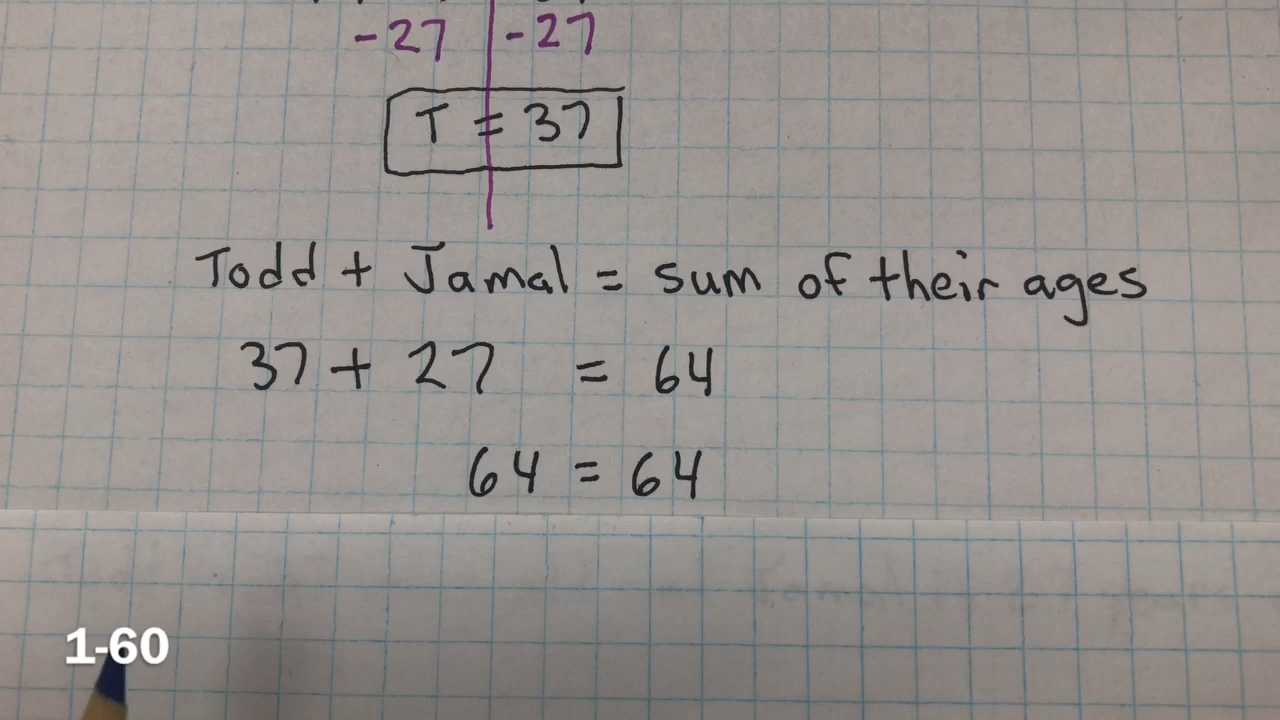 -27 -27
T = 37
Todd + Jamal = sum of their ages
37 + 27 = 64
64 = 64
1-60